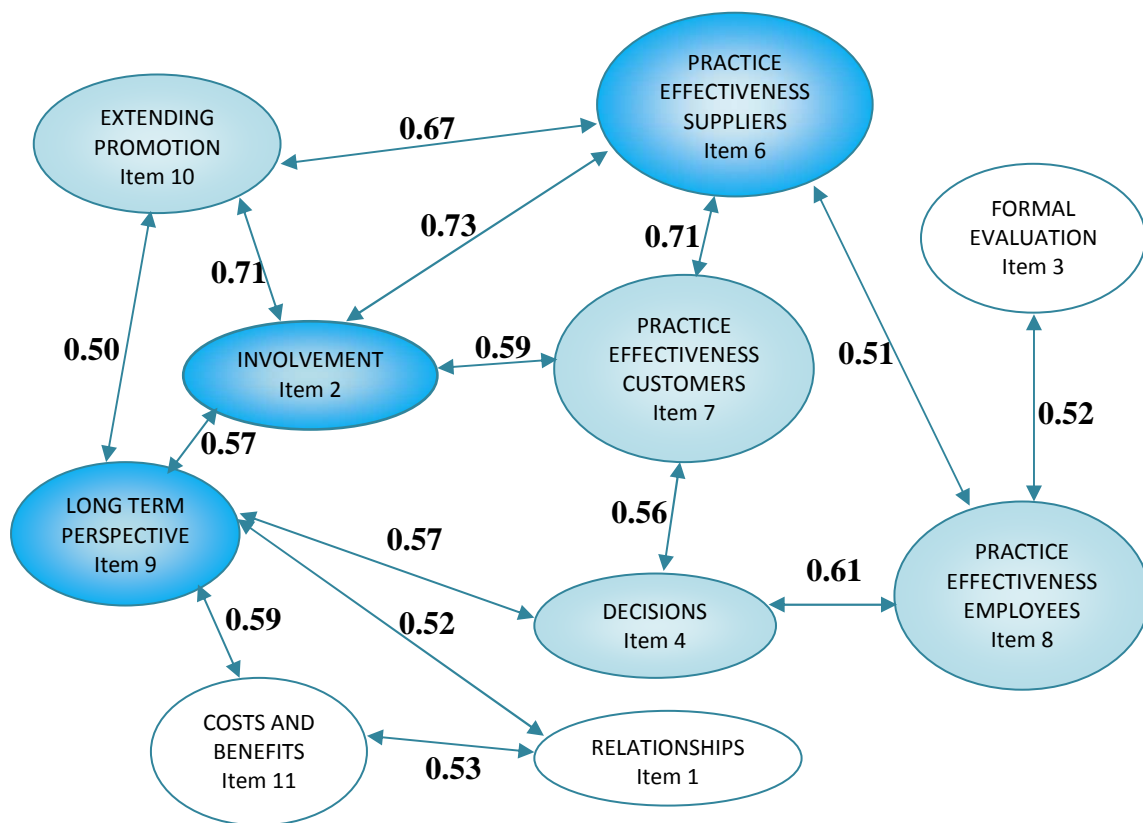 EXTENDING
PROMOTION
Item 10
PRACTICE
EFFECTIVENESS
SUPPLIERS
Item 6
FORMAL
EVALUATION
Item 3
0.67
0.73
0.71
0.71
0.50
INVOLVEMENT
Item 2
0.59
PRACTICE
EFFECTIVENESS
CUSTOMERS
Item 7
0.51
0.52
0.57
LONG TERM
PERSPECTIVE
Item 9
0.57
0.56
0.61
DECISIONS
Item 4
PRACTICE
EFFECTIVENESS
EMPLOYEES
Item 8
0.59
0.52
COSTS AND
BENEFITS
Item 11
0.53
RELATIONSHIPS
Item 1